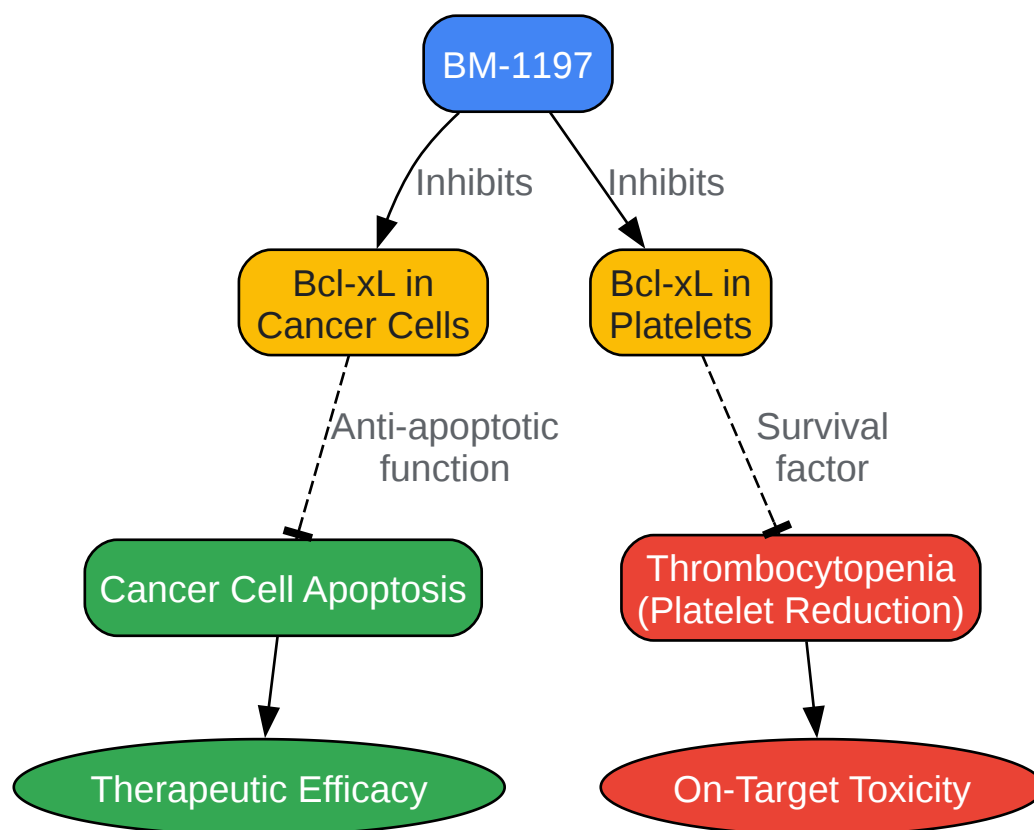 BM-1197
Inhibits
Inhibits
Bcl-xL in
Cancer Cells
Bcl-xL in
Platelets
Anti-apoptotic
function
Survival
factor
Cancer Cell Apoptosis
Thrombocytopenia
(Platelet Reduction)
Therapeutic Efficacy
On-Target Toxicity